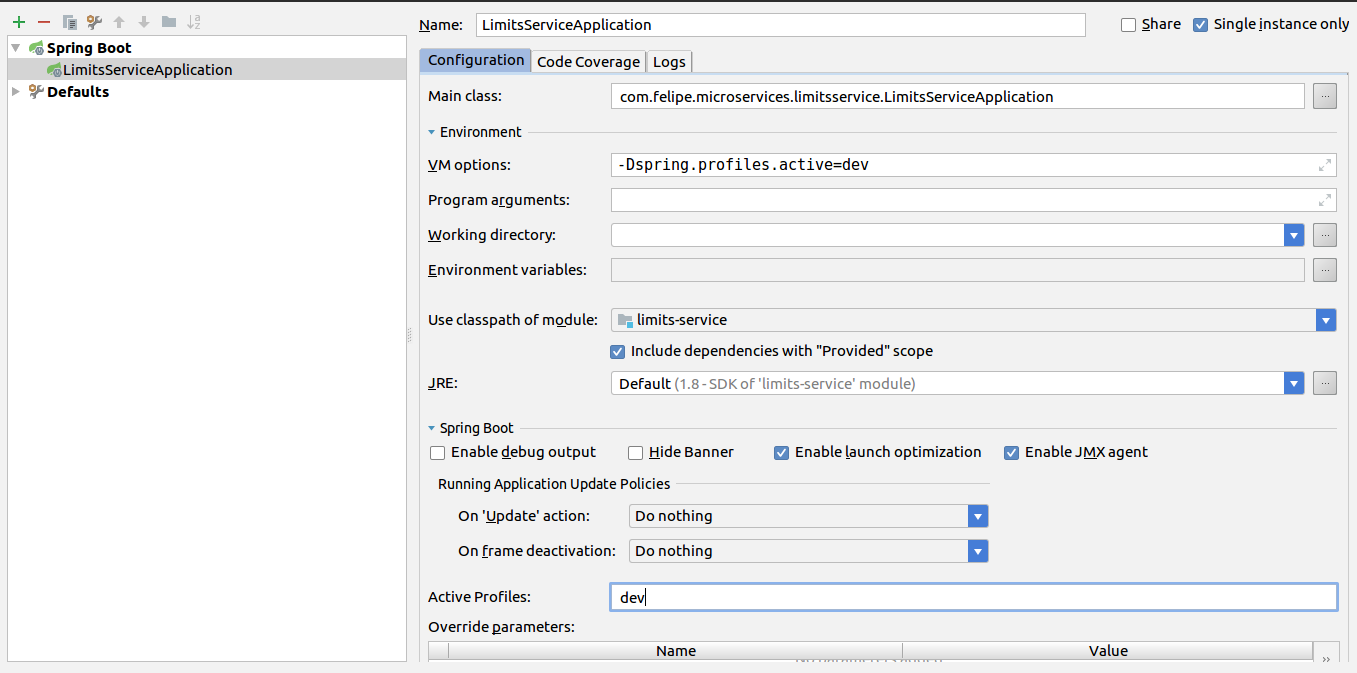 Name: LimitsServiceApplication Share Single instance only
Spring Boot
LimitsServiceApplication
Defaults
Configuration Code Coverage Logs
Main class: com.felipe.microservices.limitsservice.LimitsServiceApplication ...
Environment
VM options: -Dspring.profiles.active=dev
Program arguments:
Working directory: ...
Environment variables: ...
Use classpath of module: limits-service
Include dependencies with "Provided" scope
JRE: Default (1.8 - SDK of 'limits-service' module) ...
Spring Boot
Enable debug output Hide Banner Enable launch optimization Enable JMX agent
Running Application Update Policies
On 'Update' action: Do nothing
On frame deactivation: Do nothing
Active Profiles: dev
Override parameters:
Name Value